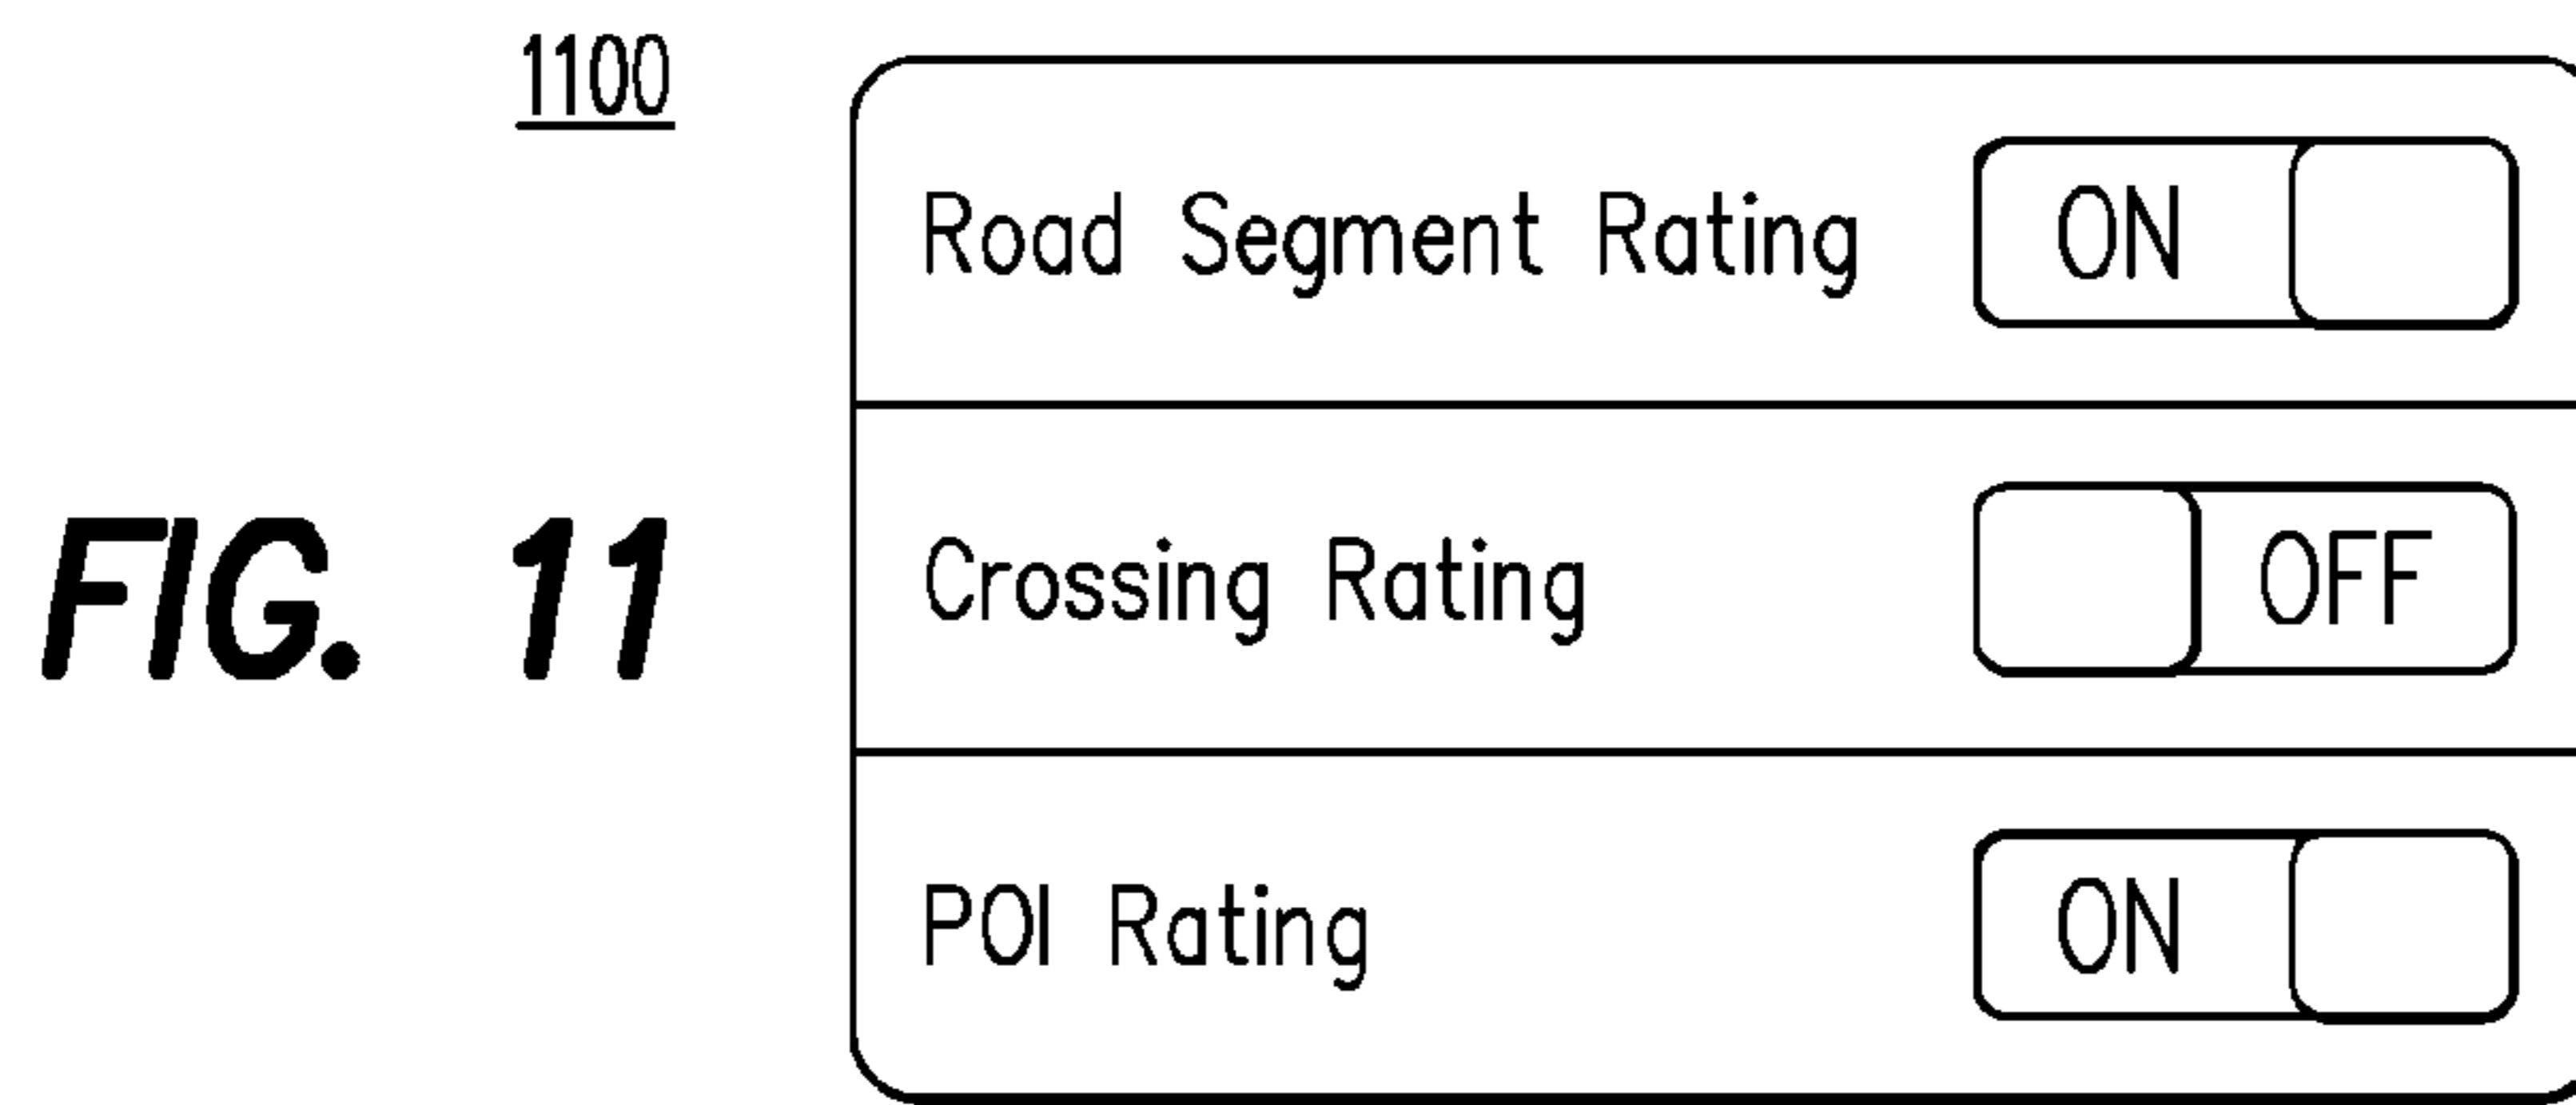 1100
Road Segment Rating ON
FIG. 11
Crossing Rating OFF
POI Rating ON